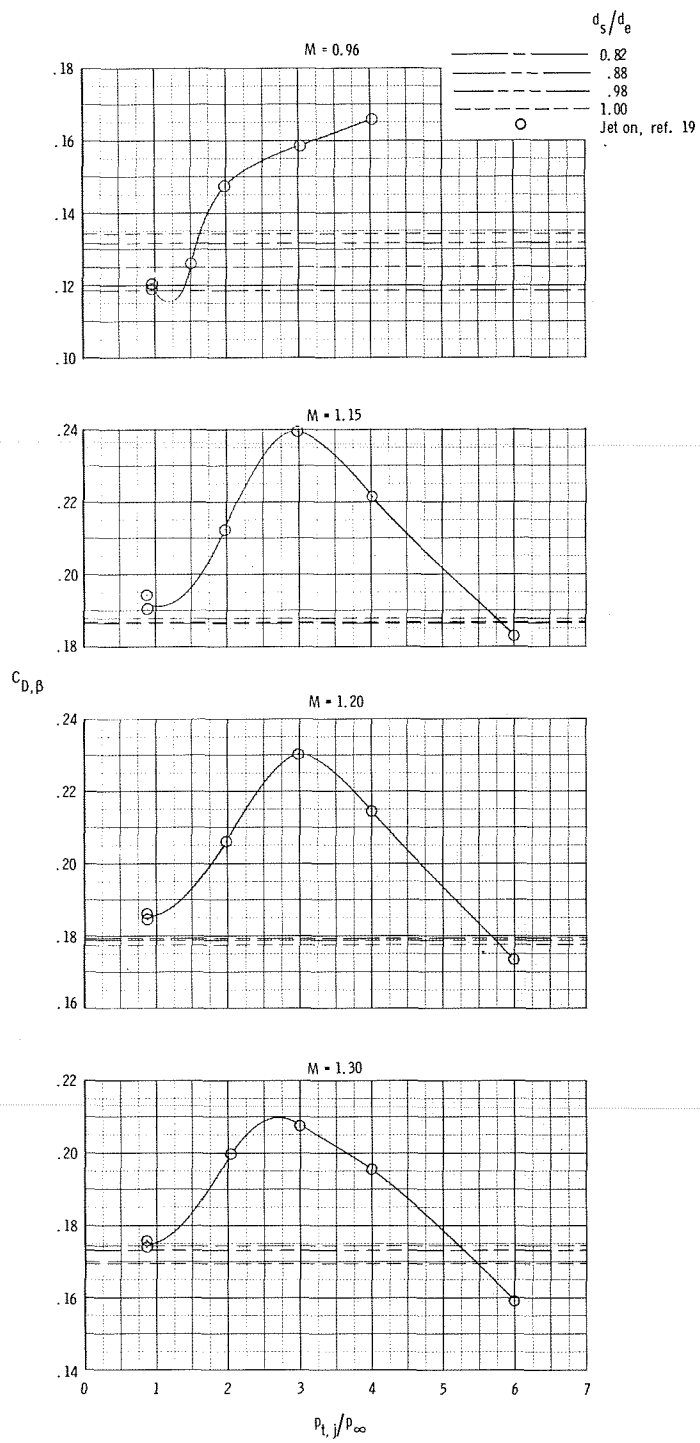 d_s/d_e
0.82
.88
.98
1.00
Jet on, ref. 19
M = 0.96
.18
.16
.14
.12
.10
M = 1.15
.24
.22
.20
.18
C_D,β
M = 1.20
.24
.22
.20
.18
.16
M = 1.30
.22
.20
.18
.16
.14
0 1 2 3 4 5 6 7
p_t,j/p_∞